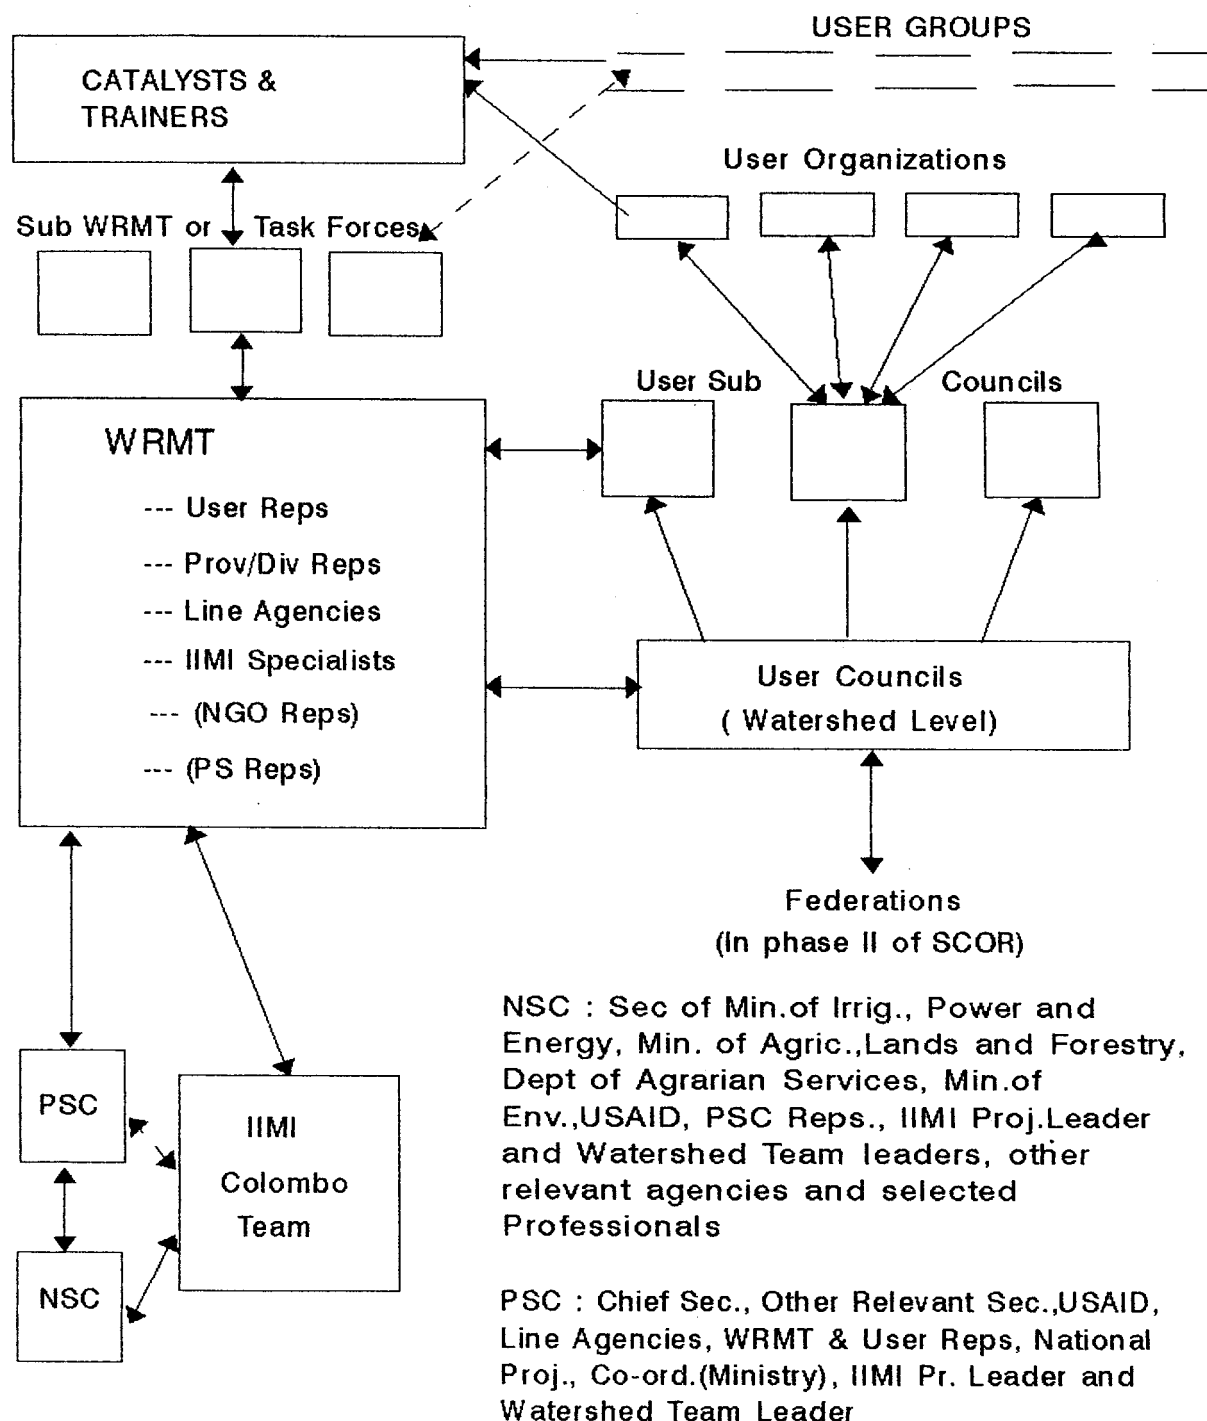 USER GROUPS
CATALYSTS &
TRAINERS
User Organizations
Sub WRMT or Task Forces
User Sub Councils
WRMT
--- User Reps
--- Prov/Div Reps
--- Line Agencies
--- IIMI Specialists
--- (NGO Reps)
--- (PS Reps)
User Councils
( Watershed Level)
Federations
(In phase II of SCOR)
PSC
IIMI
Colombo
Team
NSC
NSC : Sec of Min.of Irrig., Power and
Energy, Min. of Agric.,Lands and Forestry,
Dept of Agrarian Services, Min.of
Env.,USAID, PSC Reps., IIMI Proj.Leader
and Watershed Team leaders, other
relevant agencies and selected
Professionals
PSC : Chief Sec., Other Relevant Sec.,USAID,
Line Agencies, WRMT & User Reps, National
Proj., Co-ord.(Ministry), IIMI Pr. Leader and
Watershed Team Leader